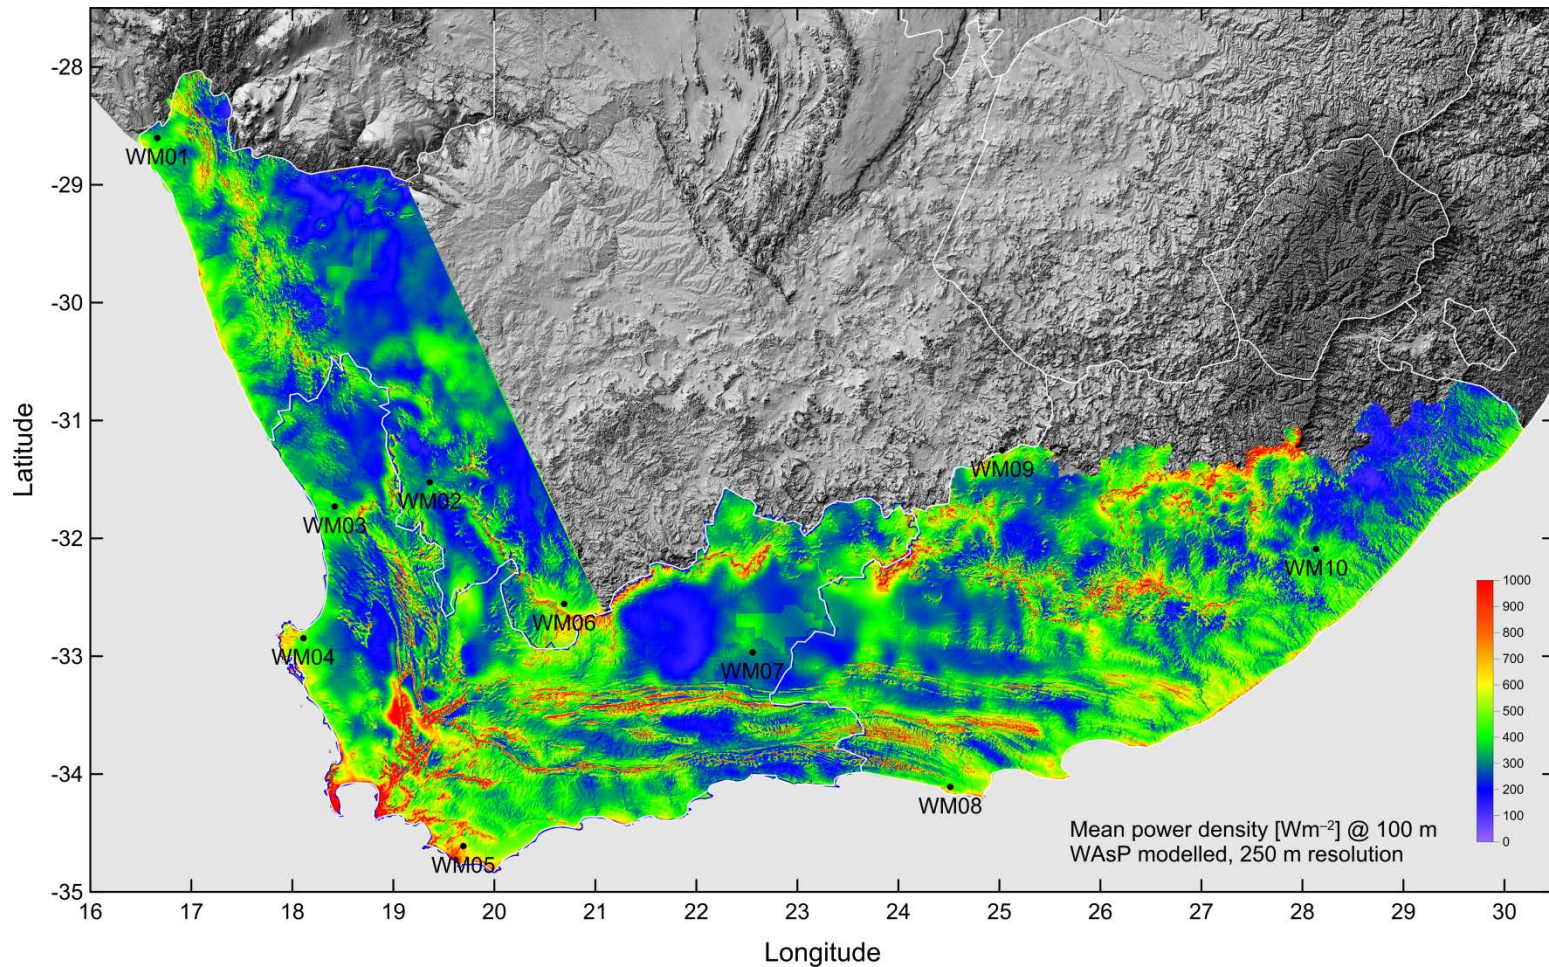 -28
-29
-30
-31
-32
-33
-34
-35
Latitude
WM01
WM02
WM03
WM04
WM05
WM06
WM07
WM08
WM09
WM10
1000
900
800
700
600
500
400
300
200
100
0
Mean power density [Wm⁻²] @ 100 m
WAsP modelled, 250 m resolution
16 17 18 19 20 21 22 23 24 25 26 27 28 29 30
Longitude